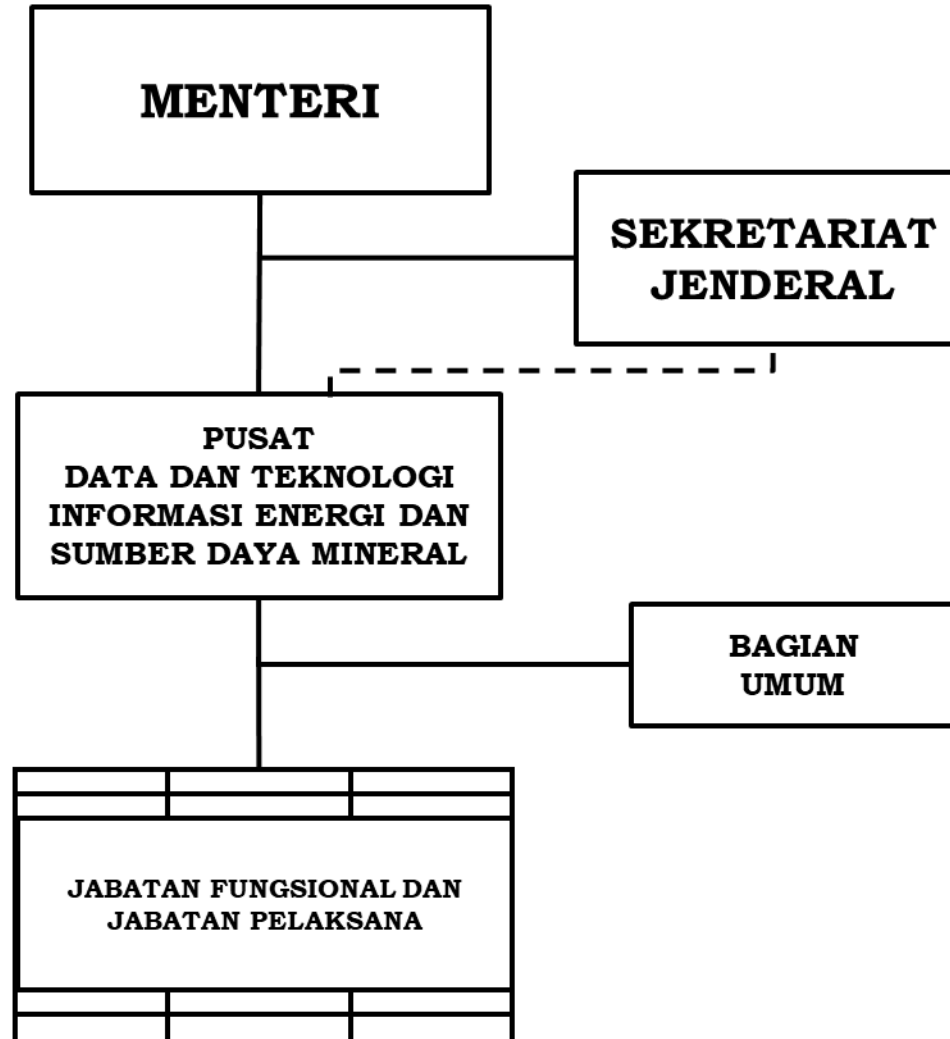 MENTERI
SEKRETARIAT
JENDERAL
PUSAT
DATA DAN TEKNOLOGI
INFORMASI ENERGI DAN
SUMBER DAYA MINERAL
BAGIAN
UMUM
JABATAN FUNGSIONAL DAN
JABATAN PELAKSANA